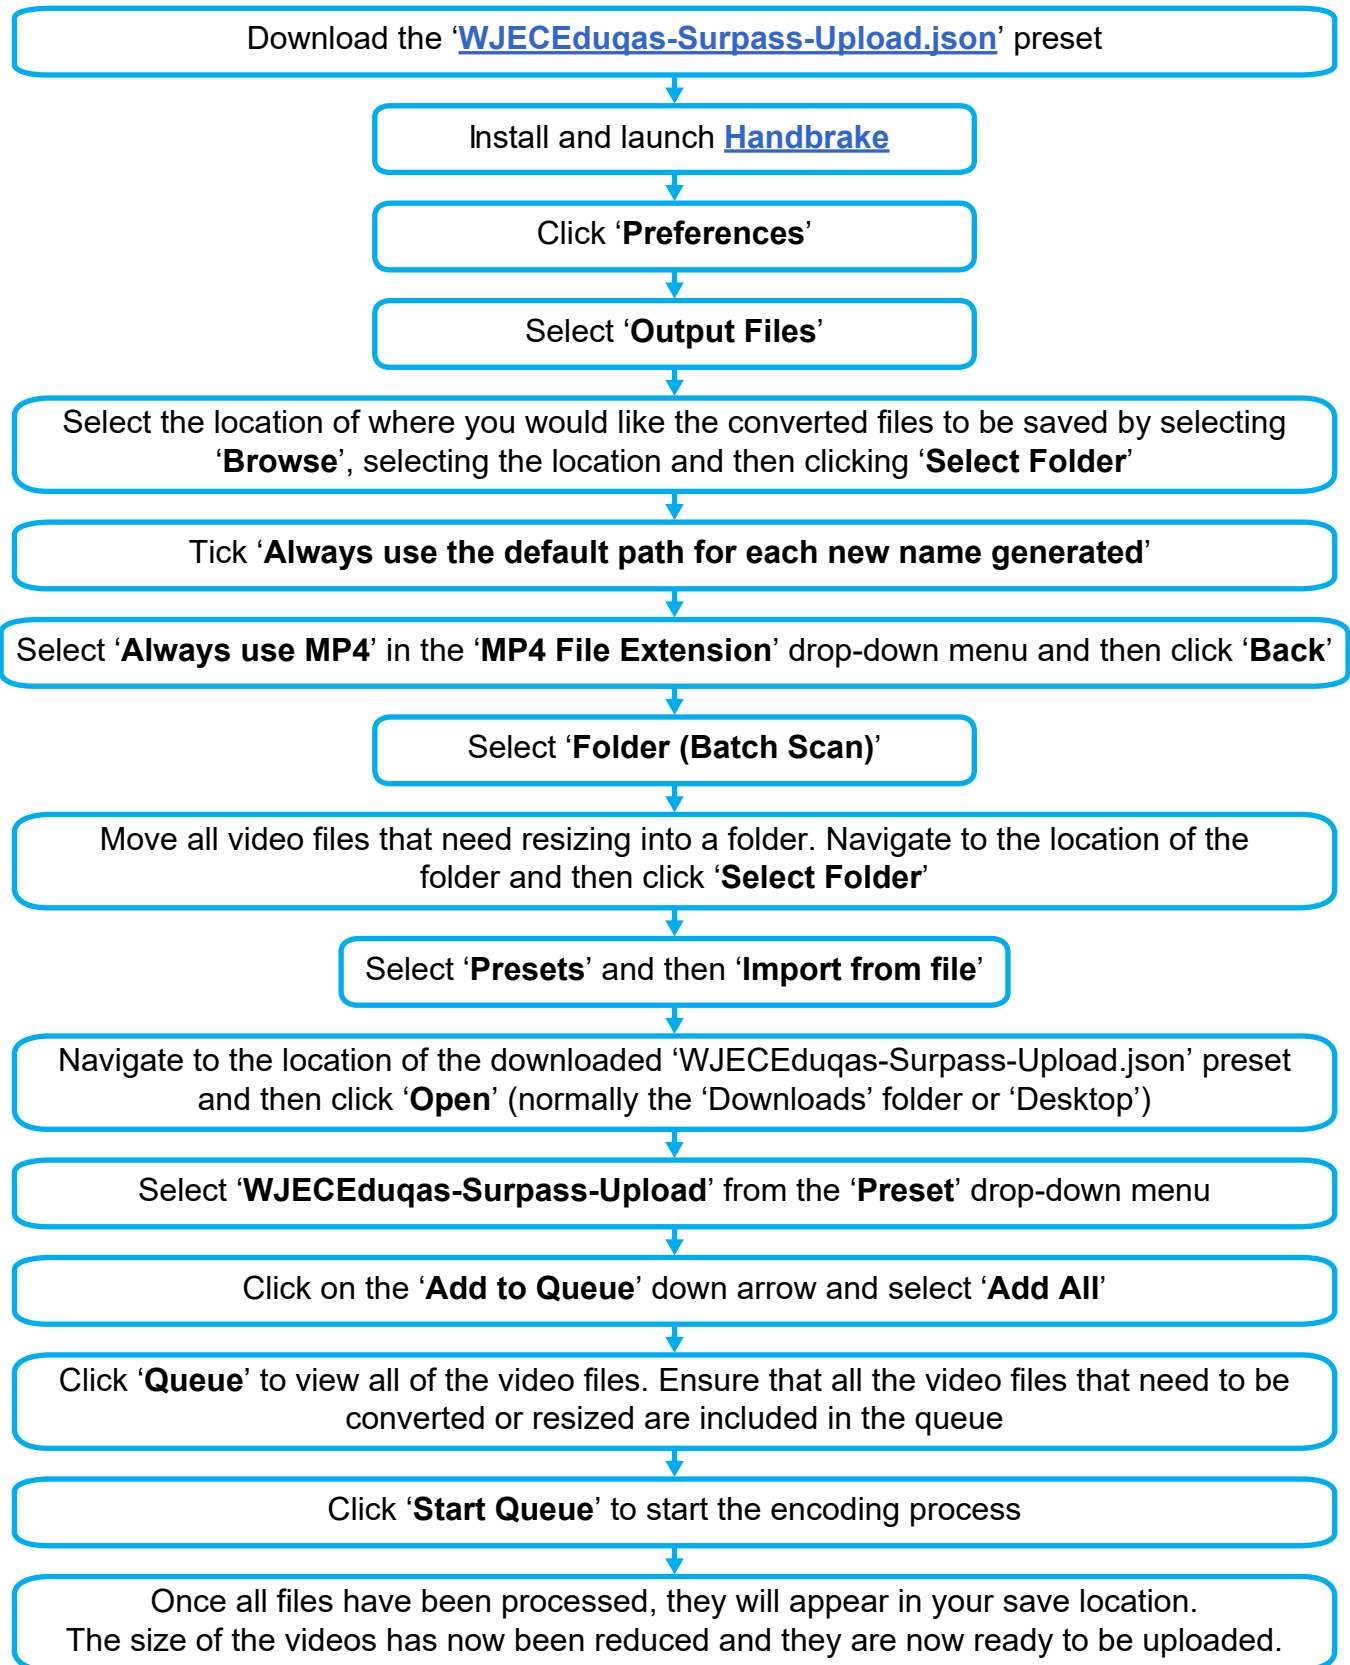 Download the ‘WJECEduqas-Surpass-Upload.json’ preset
Install and launch Handbrake
Click ‘Preferences’
Select ‘Output Files’
Select the location of where you would like the converted files to be saved by selecting
‘Browse’, selecting the location and then clicking ‘Select Folder’
Tick ‘Always use the default path for each new name generated’
Select ‘Always use MP4’ in the ‘MP4 File Extension’ drop-down menu and then click ‘Back’
Select ‘Folder (Batch Scan)’
Move all video files that need resizing into a folder. Navigate to the location of the
folder and then click ‘Select Folder’
Select ‘Presets’ and then ‘Import from file’
Navigate to the location of the downloaded ‘WJECEduqas-Surpass-Upload.json’ preset
and then click ‘Open’ (normally the ‘Downloads’ folder or ‘Desktop’)
Select ‘WJECEduqas-Surpass-Upload’ from the ‘Preset’ drop-down menu
Click on the ‘Add to Queue’ down arrow and select ‘Add All’
Click ‘Queue’ to view all of the video files. Ensure that all the video files that need to be
converted or resized are included in the queue
Click ‘Start Queue’ to start the encoding process
Once all files have been processed, they will appear in your save location.
The size of the videos has now been reduced and they are now ready to be uploaded.